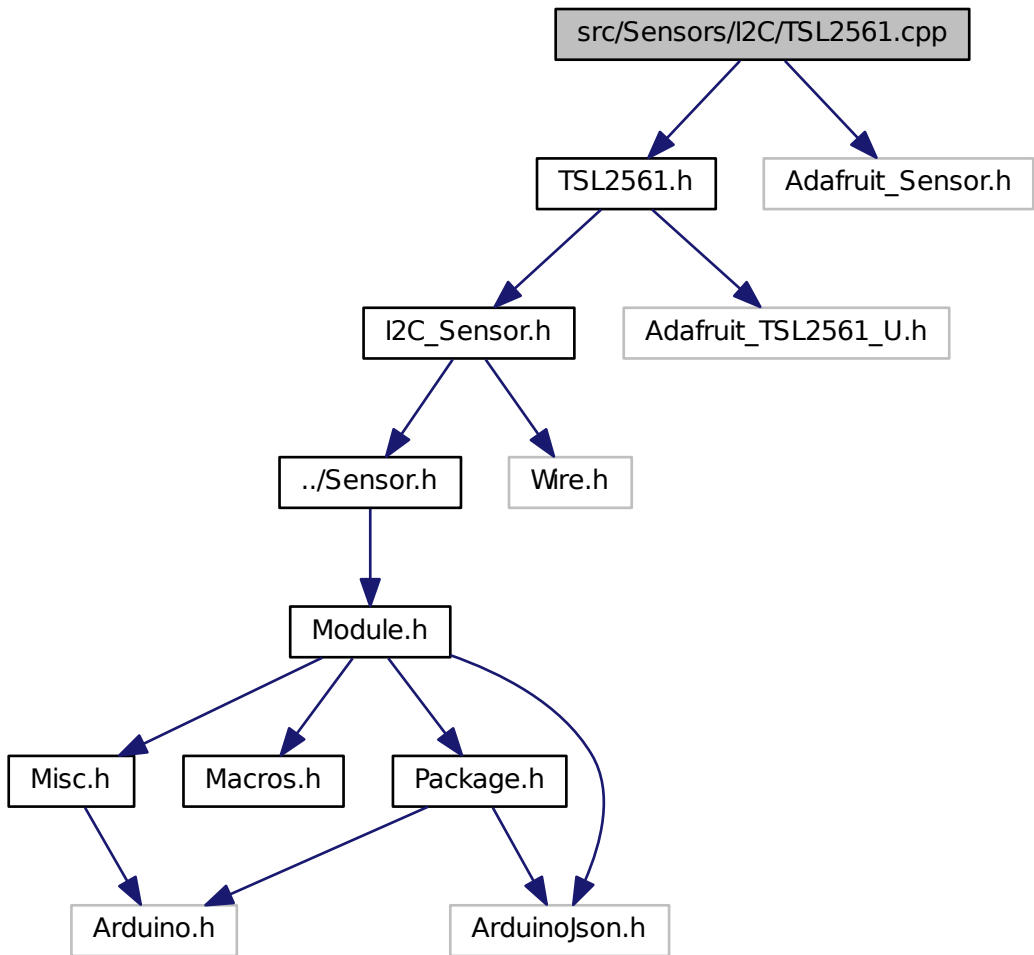 src/Sensors/I2C/TSL2561.cpp
TSL2561.h
Adafruit_Sensor.h
I2C_Sensor.h
Adafruit_TSL2561_U.h
../Sensor.h
Wire.h
Module.h
Misc.h
Macros.h
Package.h
Arduino.h
ArduinoJson.h